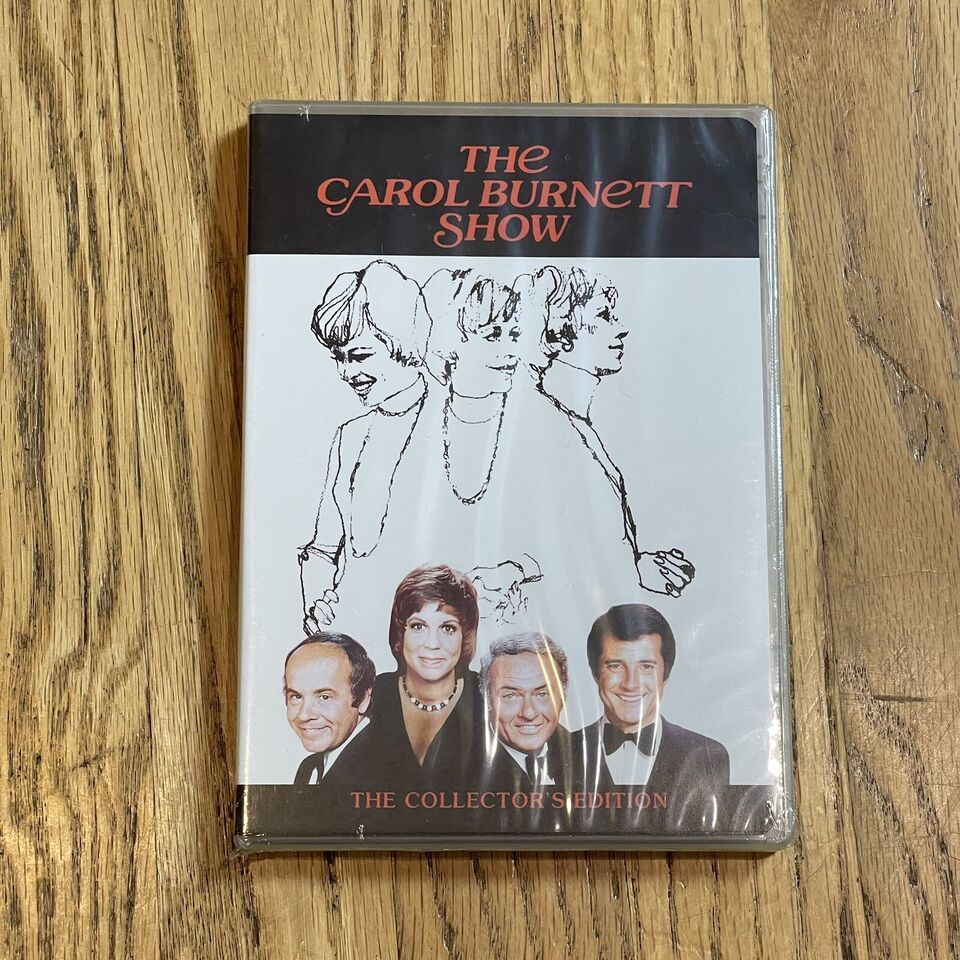 THe
CAROL BURNeTT
SHOW
THE COLLECTOR'S EDITION